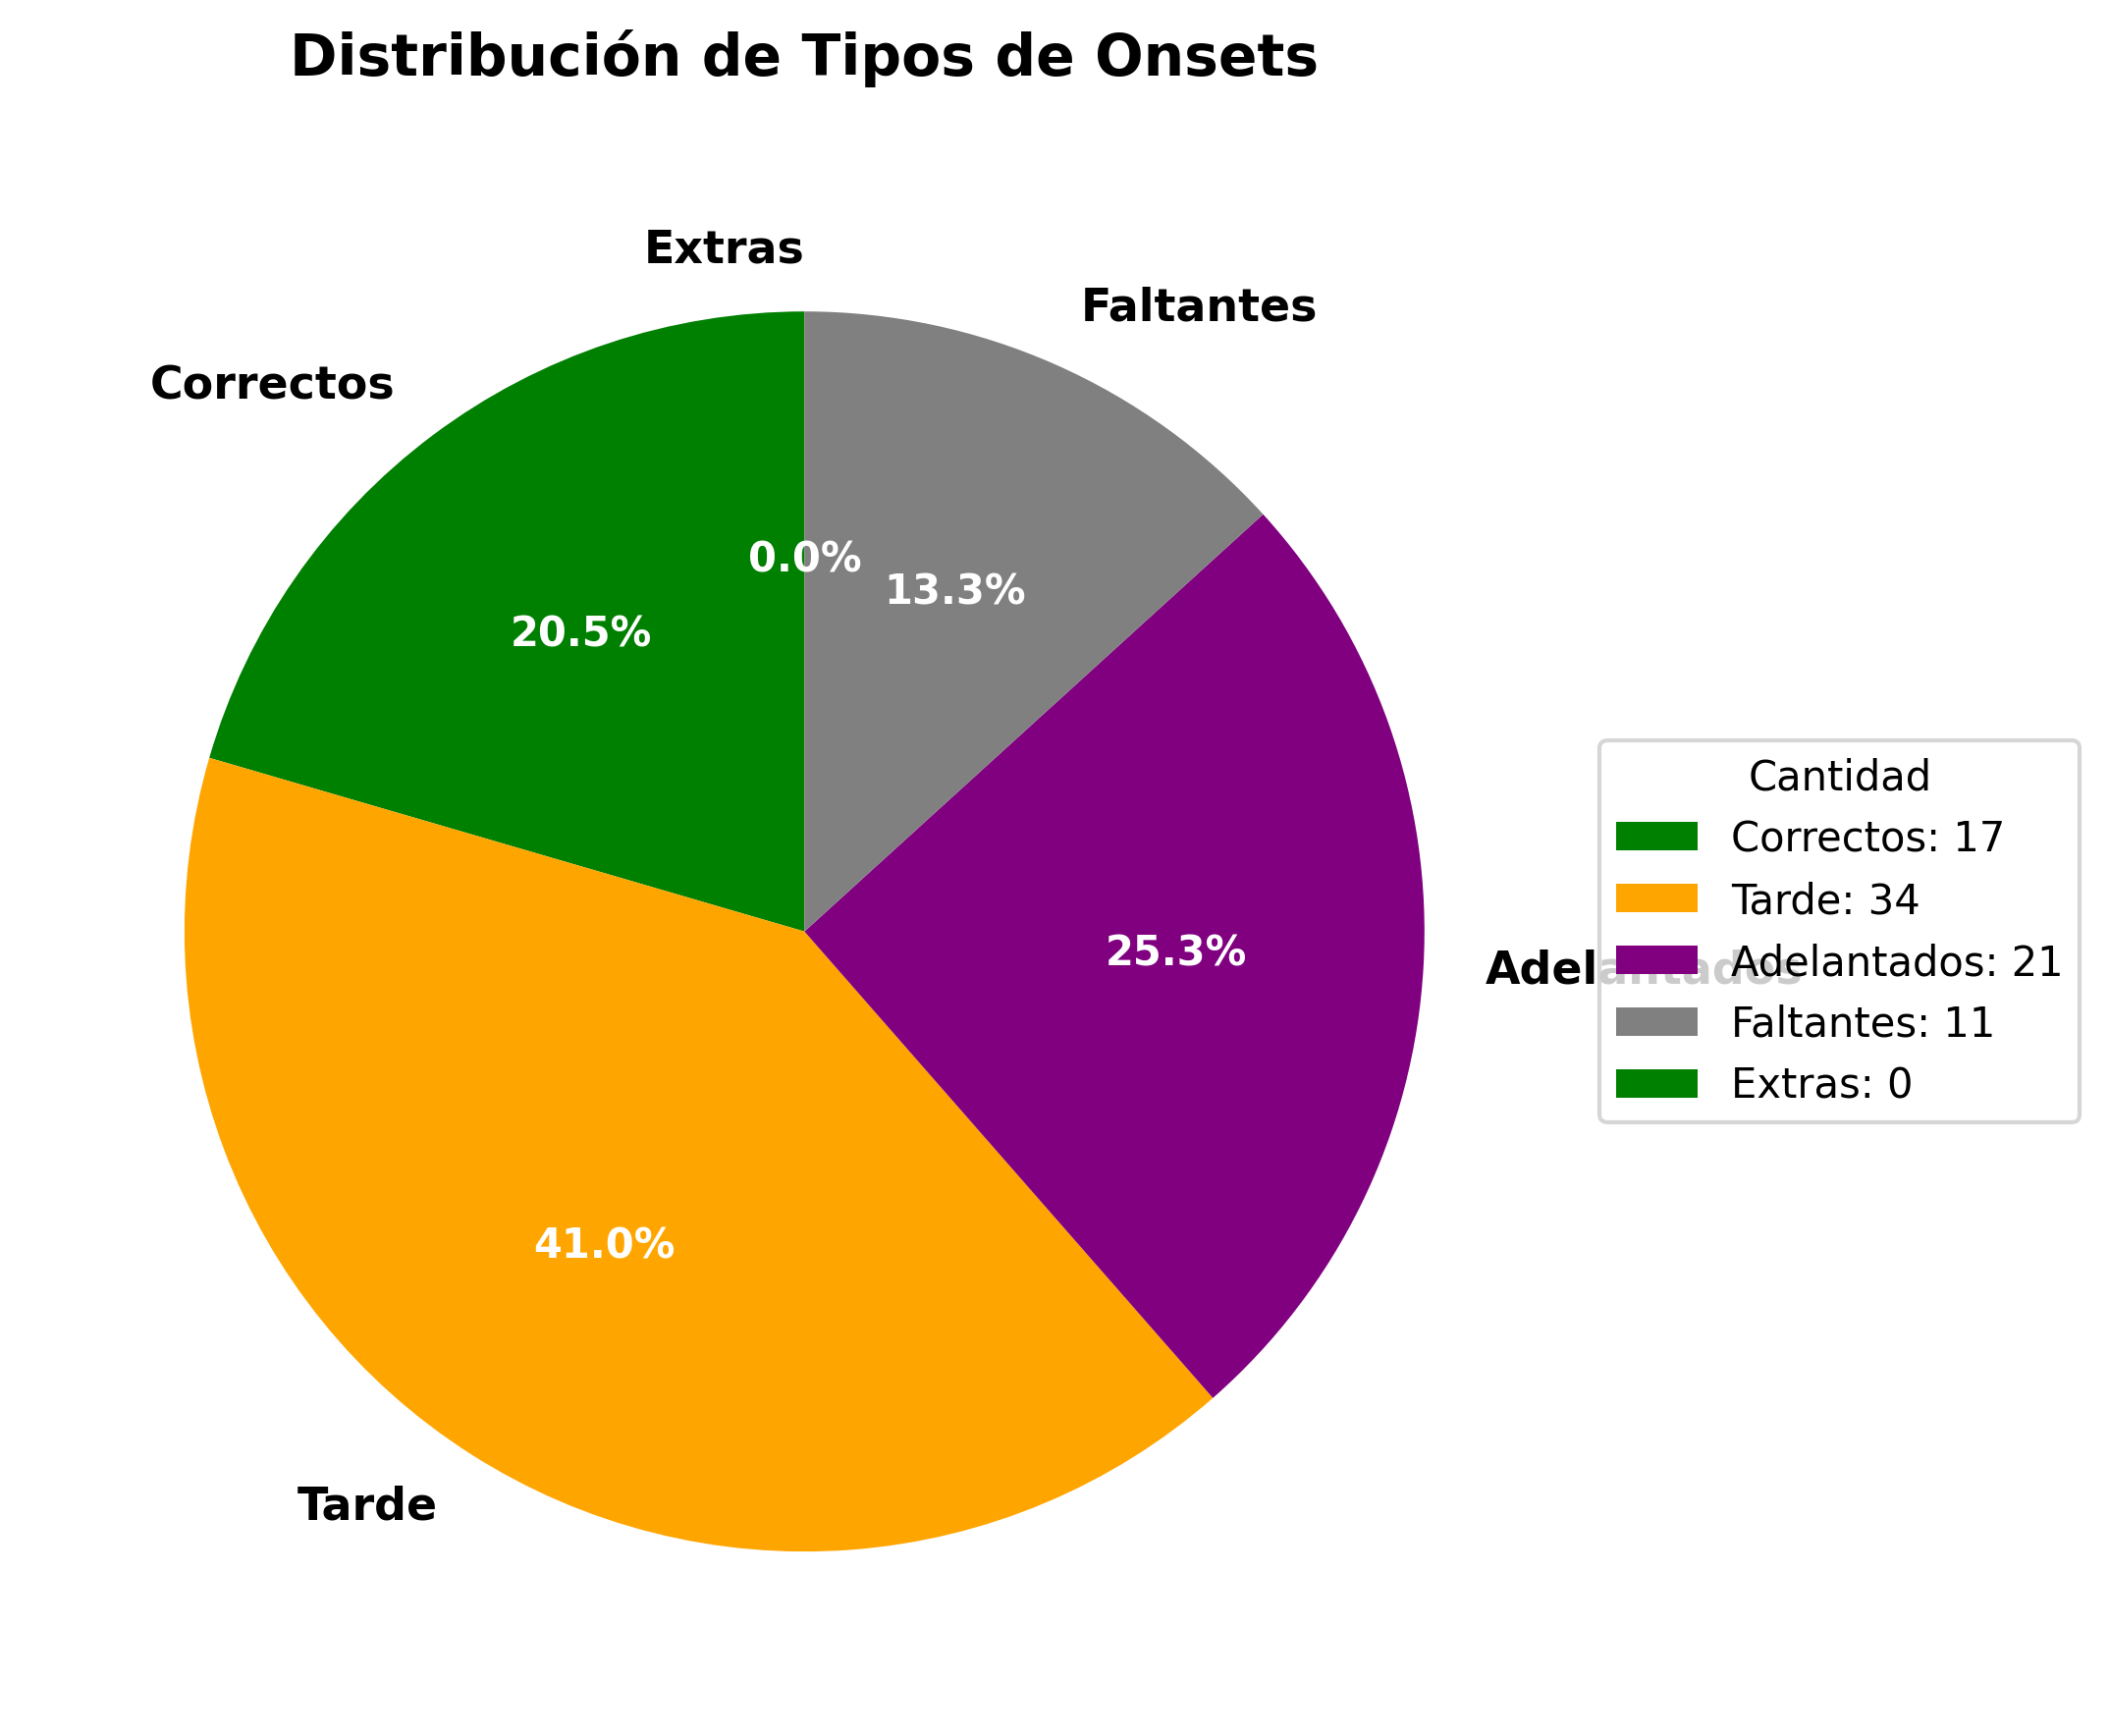 Distribución de Tipos de Onsets
Extras
Faltantes
Correctos
0.0%
13.3%
20.5%
Cantidad
Correctos: 17
Tarde: 34
25.3%
Adelantados
Adelantados: 21
Faltantes: 11
Extras: 0
41.0%
Tarde